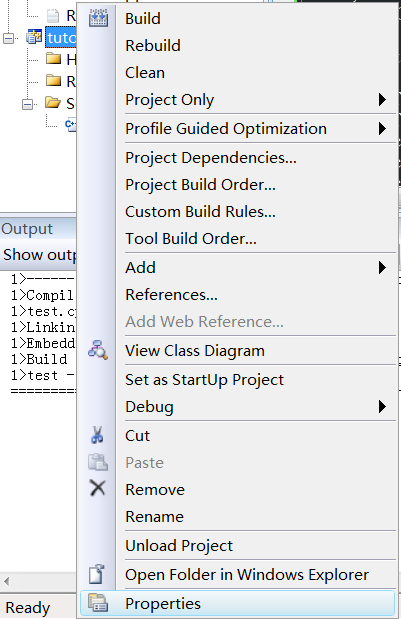 R
Build
tuto
Rebuild
H
Clean
R
Project Only
S
Profile Guided Optimization
C++
Project Dependencies...
Project Build Order...
Custom Build Rules...
Output
Tool Build Order...
Show outp
Add
1>-------
1>Compil
References...
1>test.c
Add Web Reference...
1>Linkin
1>Embedd
View Class Diagram
1>Build
1>test -
Set as StartUp Project
==========
Debug
Cut
Paste
Remove
Rename
Unload Project
Open Folder in Windows Explorer
Ready
Properties